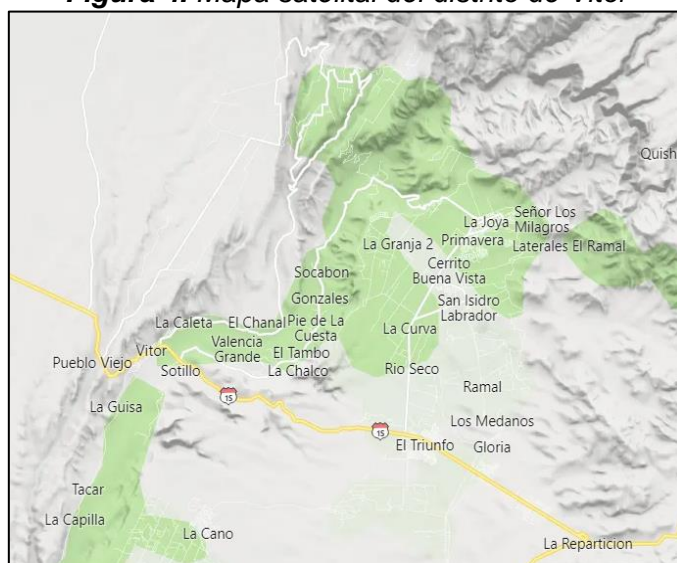 Figura 4. Mapa satelital del distrito de Vitor
Quish
La Joya
Señor Los
Milagros
La Granja 2
Primavera
Laterales El Ramal
Cerrito
Buena Vista
Socabon
Gonzales
San Isidro
Labrador
La Caleta
El Chanal
Pie de La
Cuesta
La Curva
Valencia
Grande
El Tambo
Pueblo Viejo
Vitor
Sotillo
La Chalco
Rio Seco
Ramal
15
La Guisa
Los Medanos
15
El Triunfo
Gloria
Tacar
La Capilla
La Cano
La Reparticion